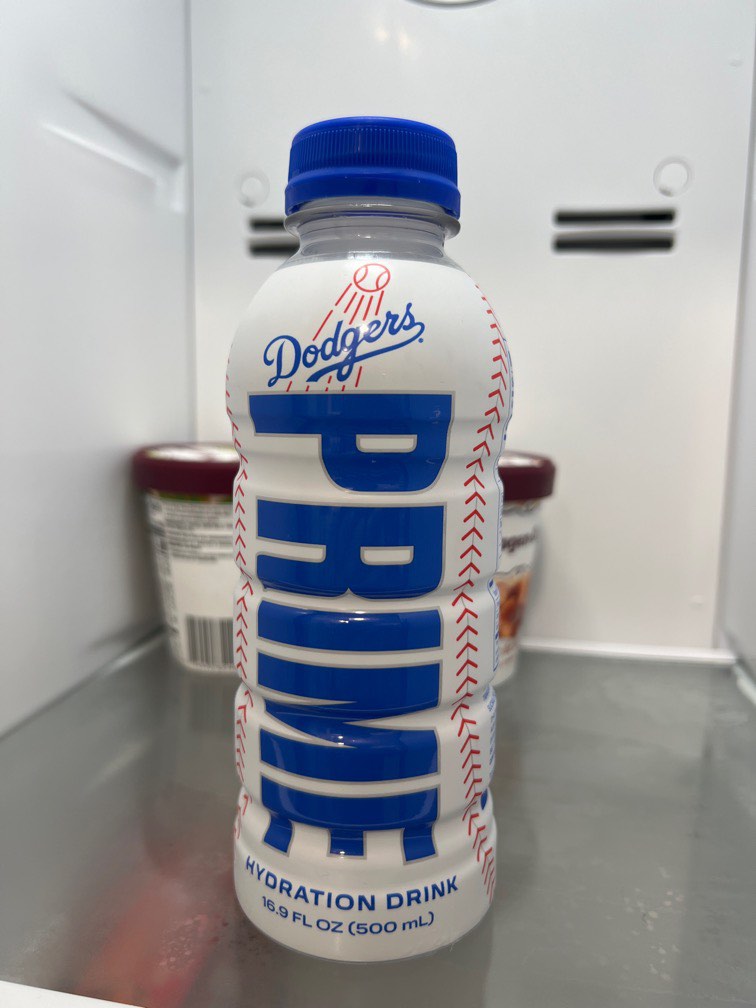 Dodgers
PRIME
HYDRATION DRINK
16.9 FL OZ (500 mL)